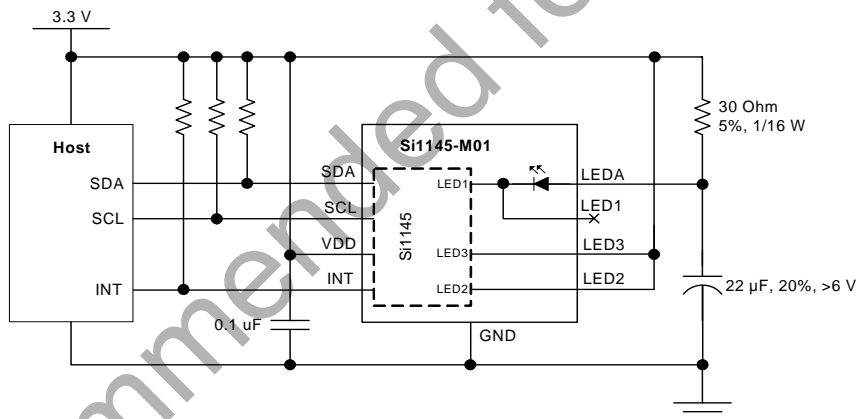 3.3 V
30 Ohm
5%, 1/16 W
Host
Si1145-M01
SDA
SDA
LED1
LEDA
SCL
SCL
LED1
Si1145
VDD
LED3
LED3
INT
INT
LED2
LED2
22 µF, 20%, >6 V
0.1 uF
GND